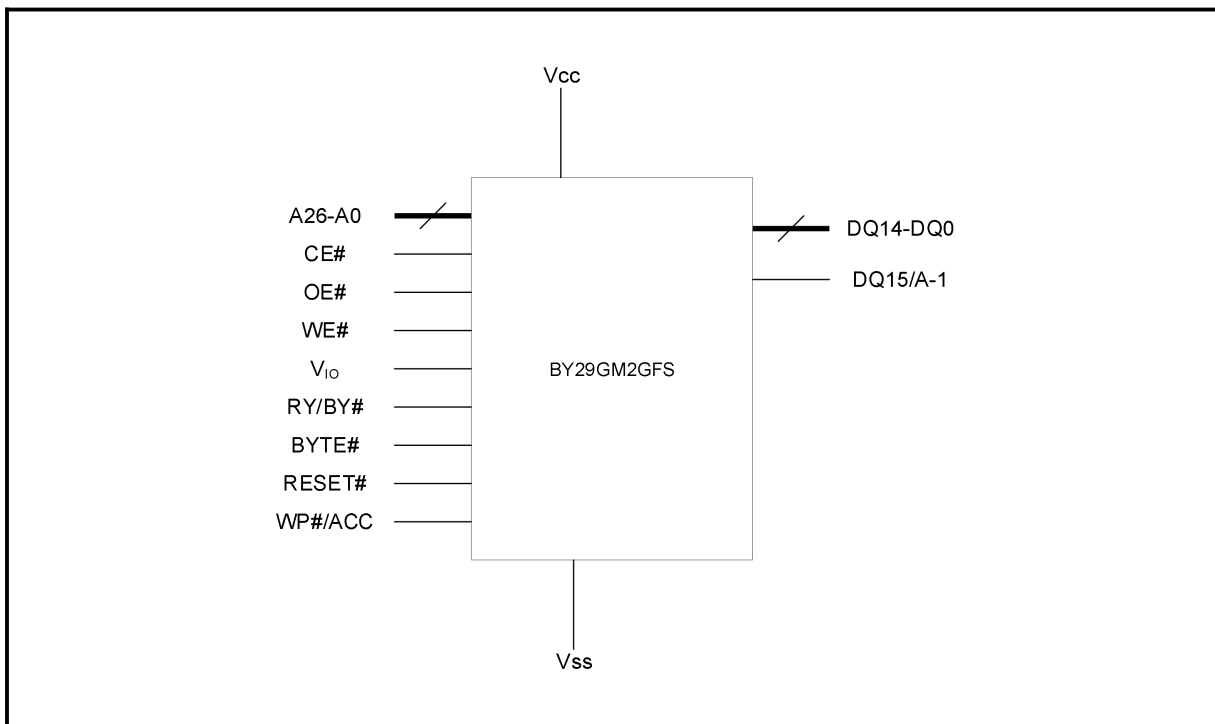 Vcc
A26-A0
CE#
OE#
WE#
VIO
RY/BY#
BYTE#
RESET#
WP#/ACC
BY29GM2GFS
DQ14-DQ0
DQ15/A-1
Vss